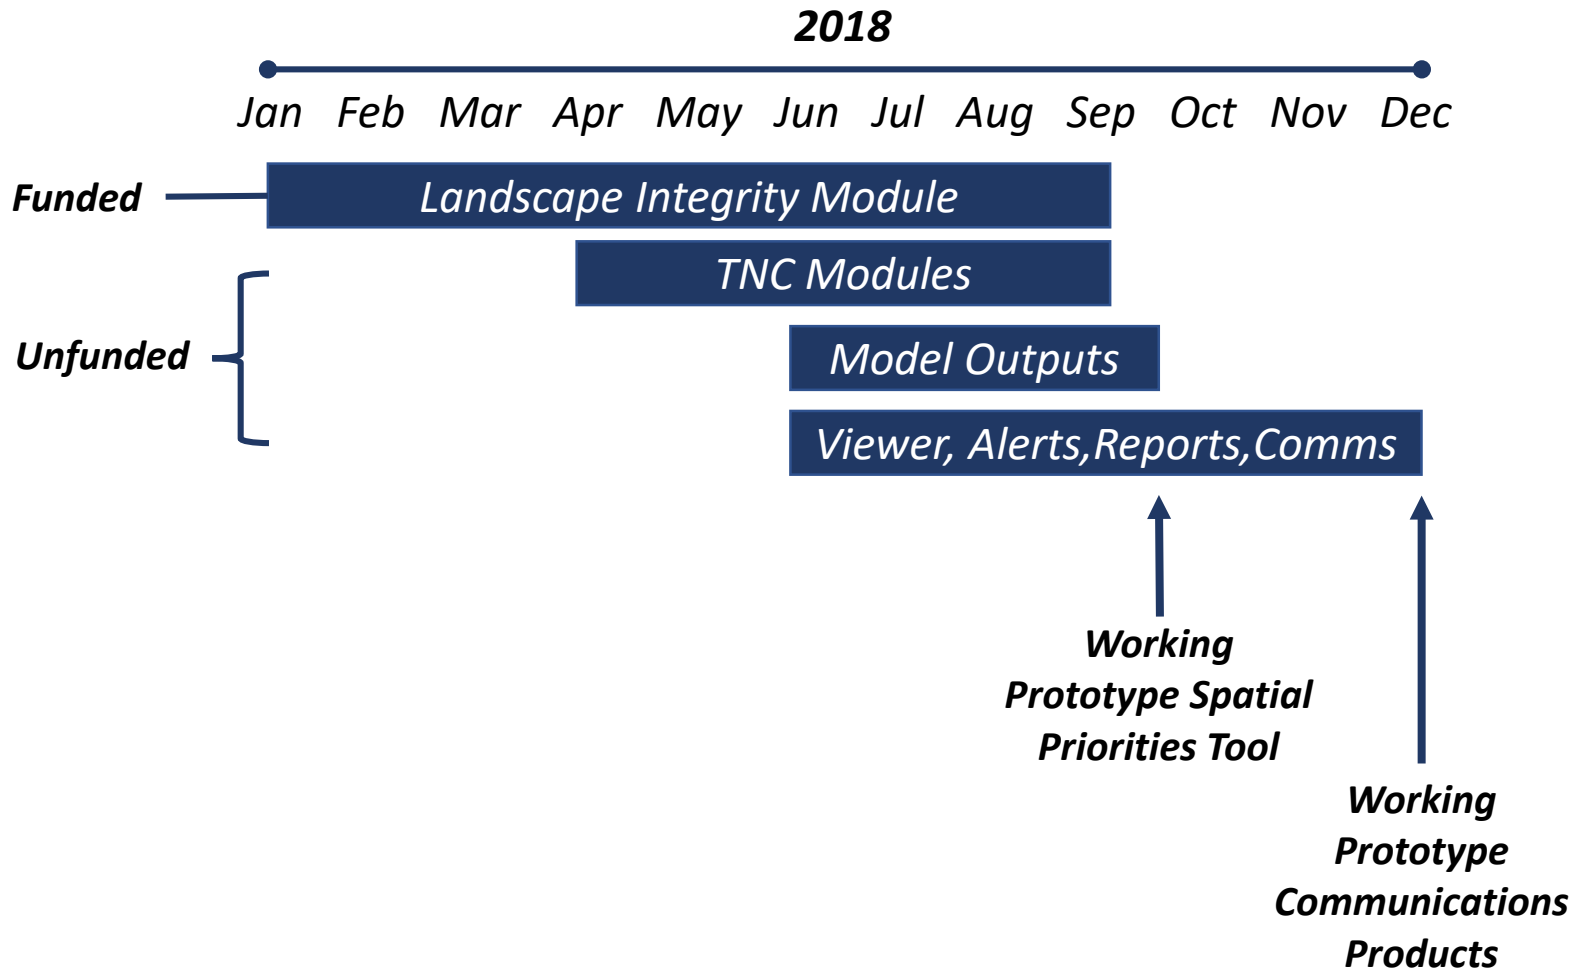 2018
Jan Feb Mar Apr May Jun Jul Aug Sep Oct Nov Dec
Funded
Landscape Integrity Module
TNC Modules
Unfunded
Model Outputs
Viewer, Alerts,Reports,Comms
Working
Prototype Spatial
Priorities Tool
Working
Prototype
Communications
Products